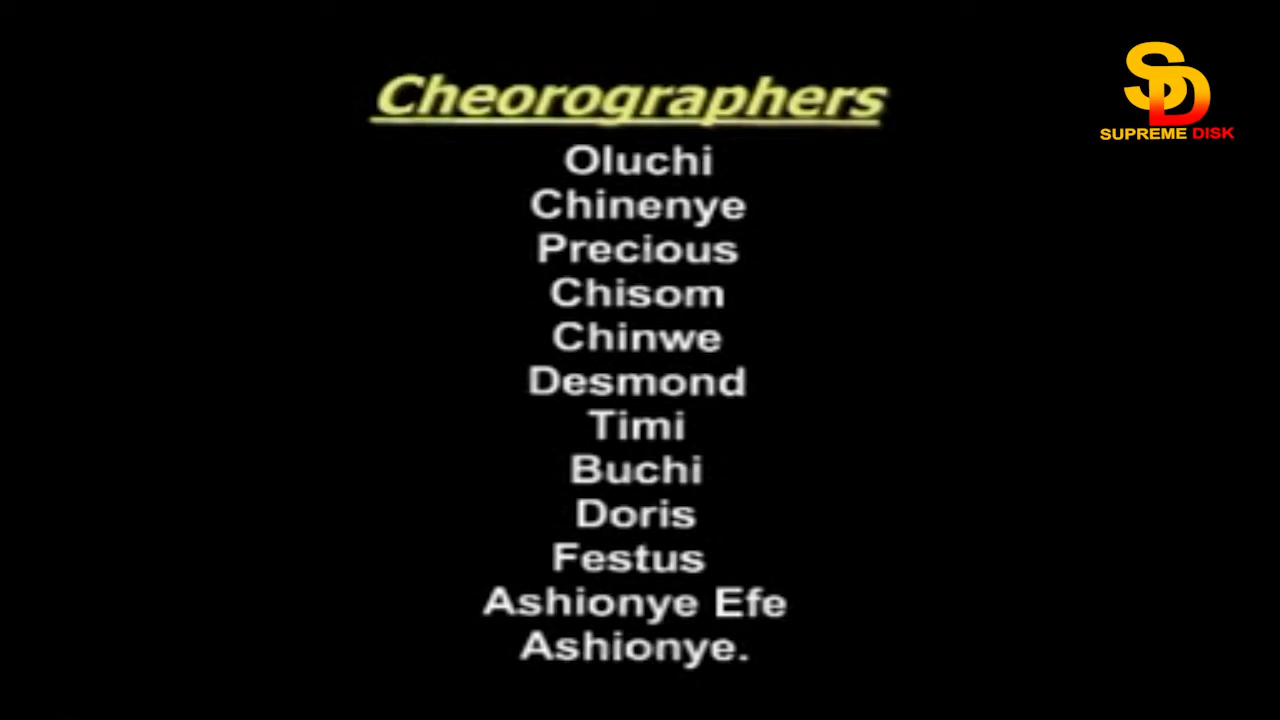 Cheorographers
SD
SUPREME DISK
Oluchi
Chinenye
Precious
Chisom
Chinwe
Desmond
Timi
Buchi
Doris
Festus
Ashionye Efe
Ashionye.